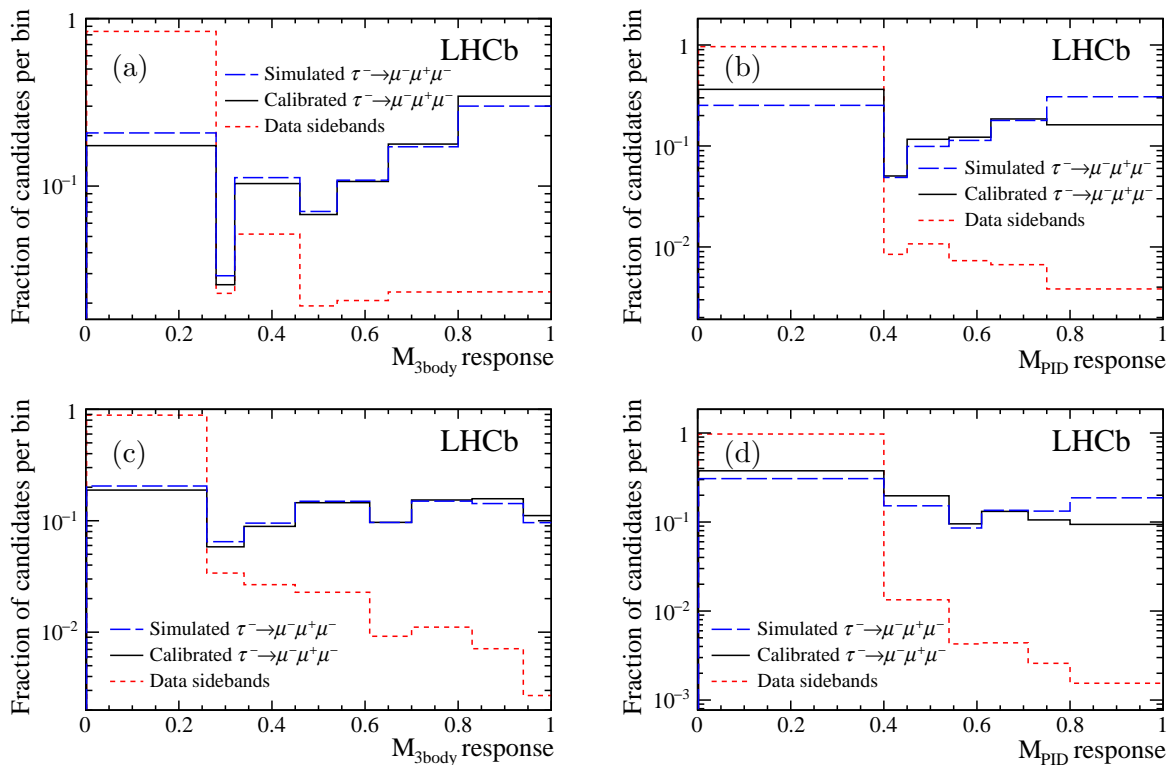 (a)
LHCb
Simulated τ⁻→μ⁻μ⁺μ⁻
Calibrated τ⁻→μ⁻μ⁺μ⁻
Data sidebands
Fraction of candidates per bin
1
10⁻¹
0 0.2 0.4 0.6 0.8 1
M3body response
(b)
LHCb
Simulated τ⁻→μ⁻μ⁺μ⁻
Calibrated τ⁻→μ⁻μ⁺μ⁻
Data sidebands
Fraction of candidates per bin
1
10⁻¹
10⁻²
0 0.2 0.4 0.6 0.8 1
MPID response
(c)
LHCb
Simulated τ⁻→μ⁻μ⁺μ⁻
Calibrated τ⁻→μ⁻μ⁺μ⁻
Data sidebands
Fraction of candidates per bin
1
10⁻¹
10⁻²
0 0.2 0.4 0.6 0.8 1
M3body response
(d)
LHCb
Simulated τ⁻→μ⁻μ⁺μ⁻
Calibrated τ⁻→μ⁻μ⁺μ⁻
Data sidebands
Fraction of candidates per bin
1
10⁻¹
10⁻²
10⁻³
0 0.2 0.4 0.6 0.8 1
MPID response